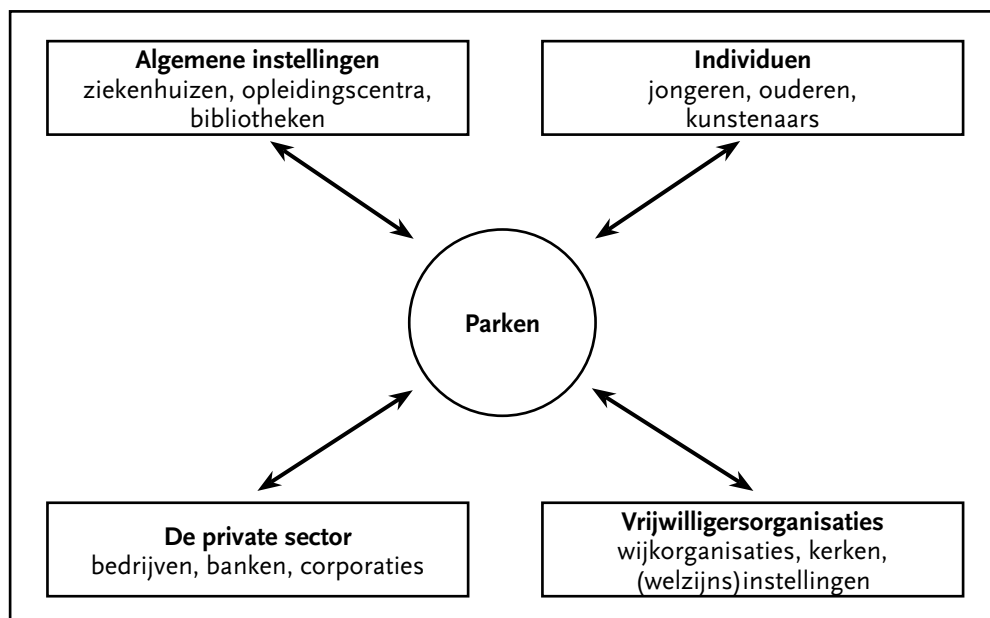 Algemene instellingen
ziekenhuizen, opleidingscentra,
bibliotheken
Individuen
jongeren, ouderen,
kunstenaars
Parken
De private sector
bedrijven, banken, corporaties
Vrijwilligersorganisaties
wijkorganisaties, kerken,
(welzijns)instellingen